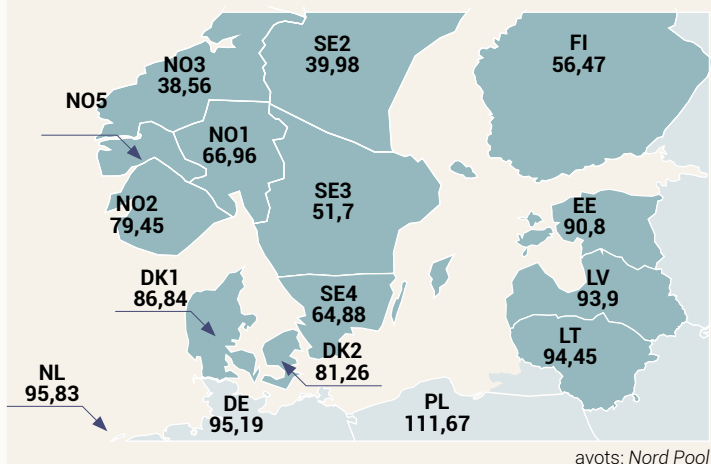 SE2
39,98
FI
56,47
NO3
38,56
NO5
NO1
66,96
SE3
51,7
NO2
79,45
EE
90,8
DK1
86,84
LV
93,9
SE4
64,88
LT
94,45
DK2
81,26
NL
95,83
DE
95,19
PL
111,67
avots: Nord Pool